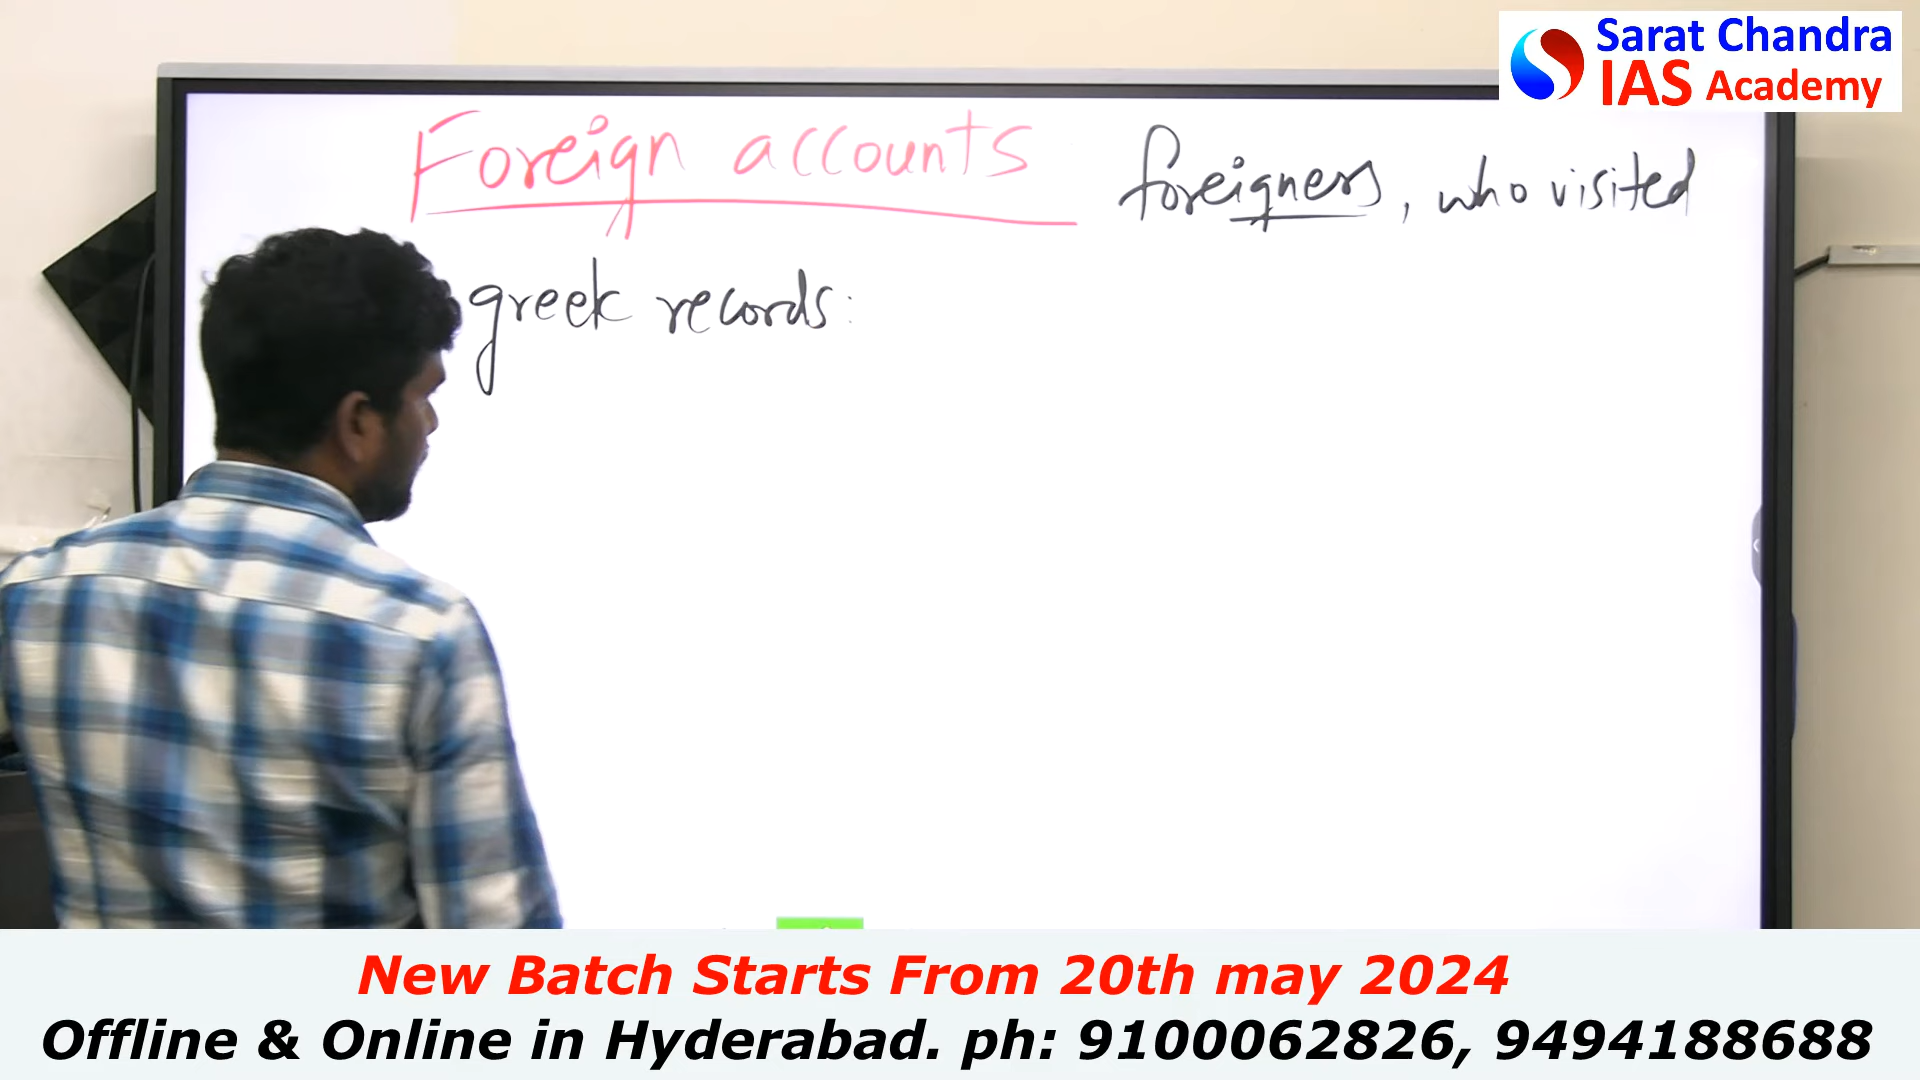 Sarat Chandra
IAS Academy
Foreign accounts
foreigners, who visited
greek records:
New Batch Starts From 20th may 2024
Offline & Online in Hyderabad. ph: 9100062826, 9494188688